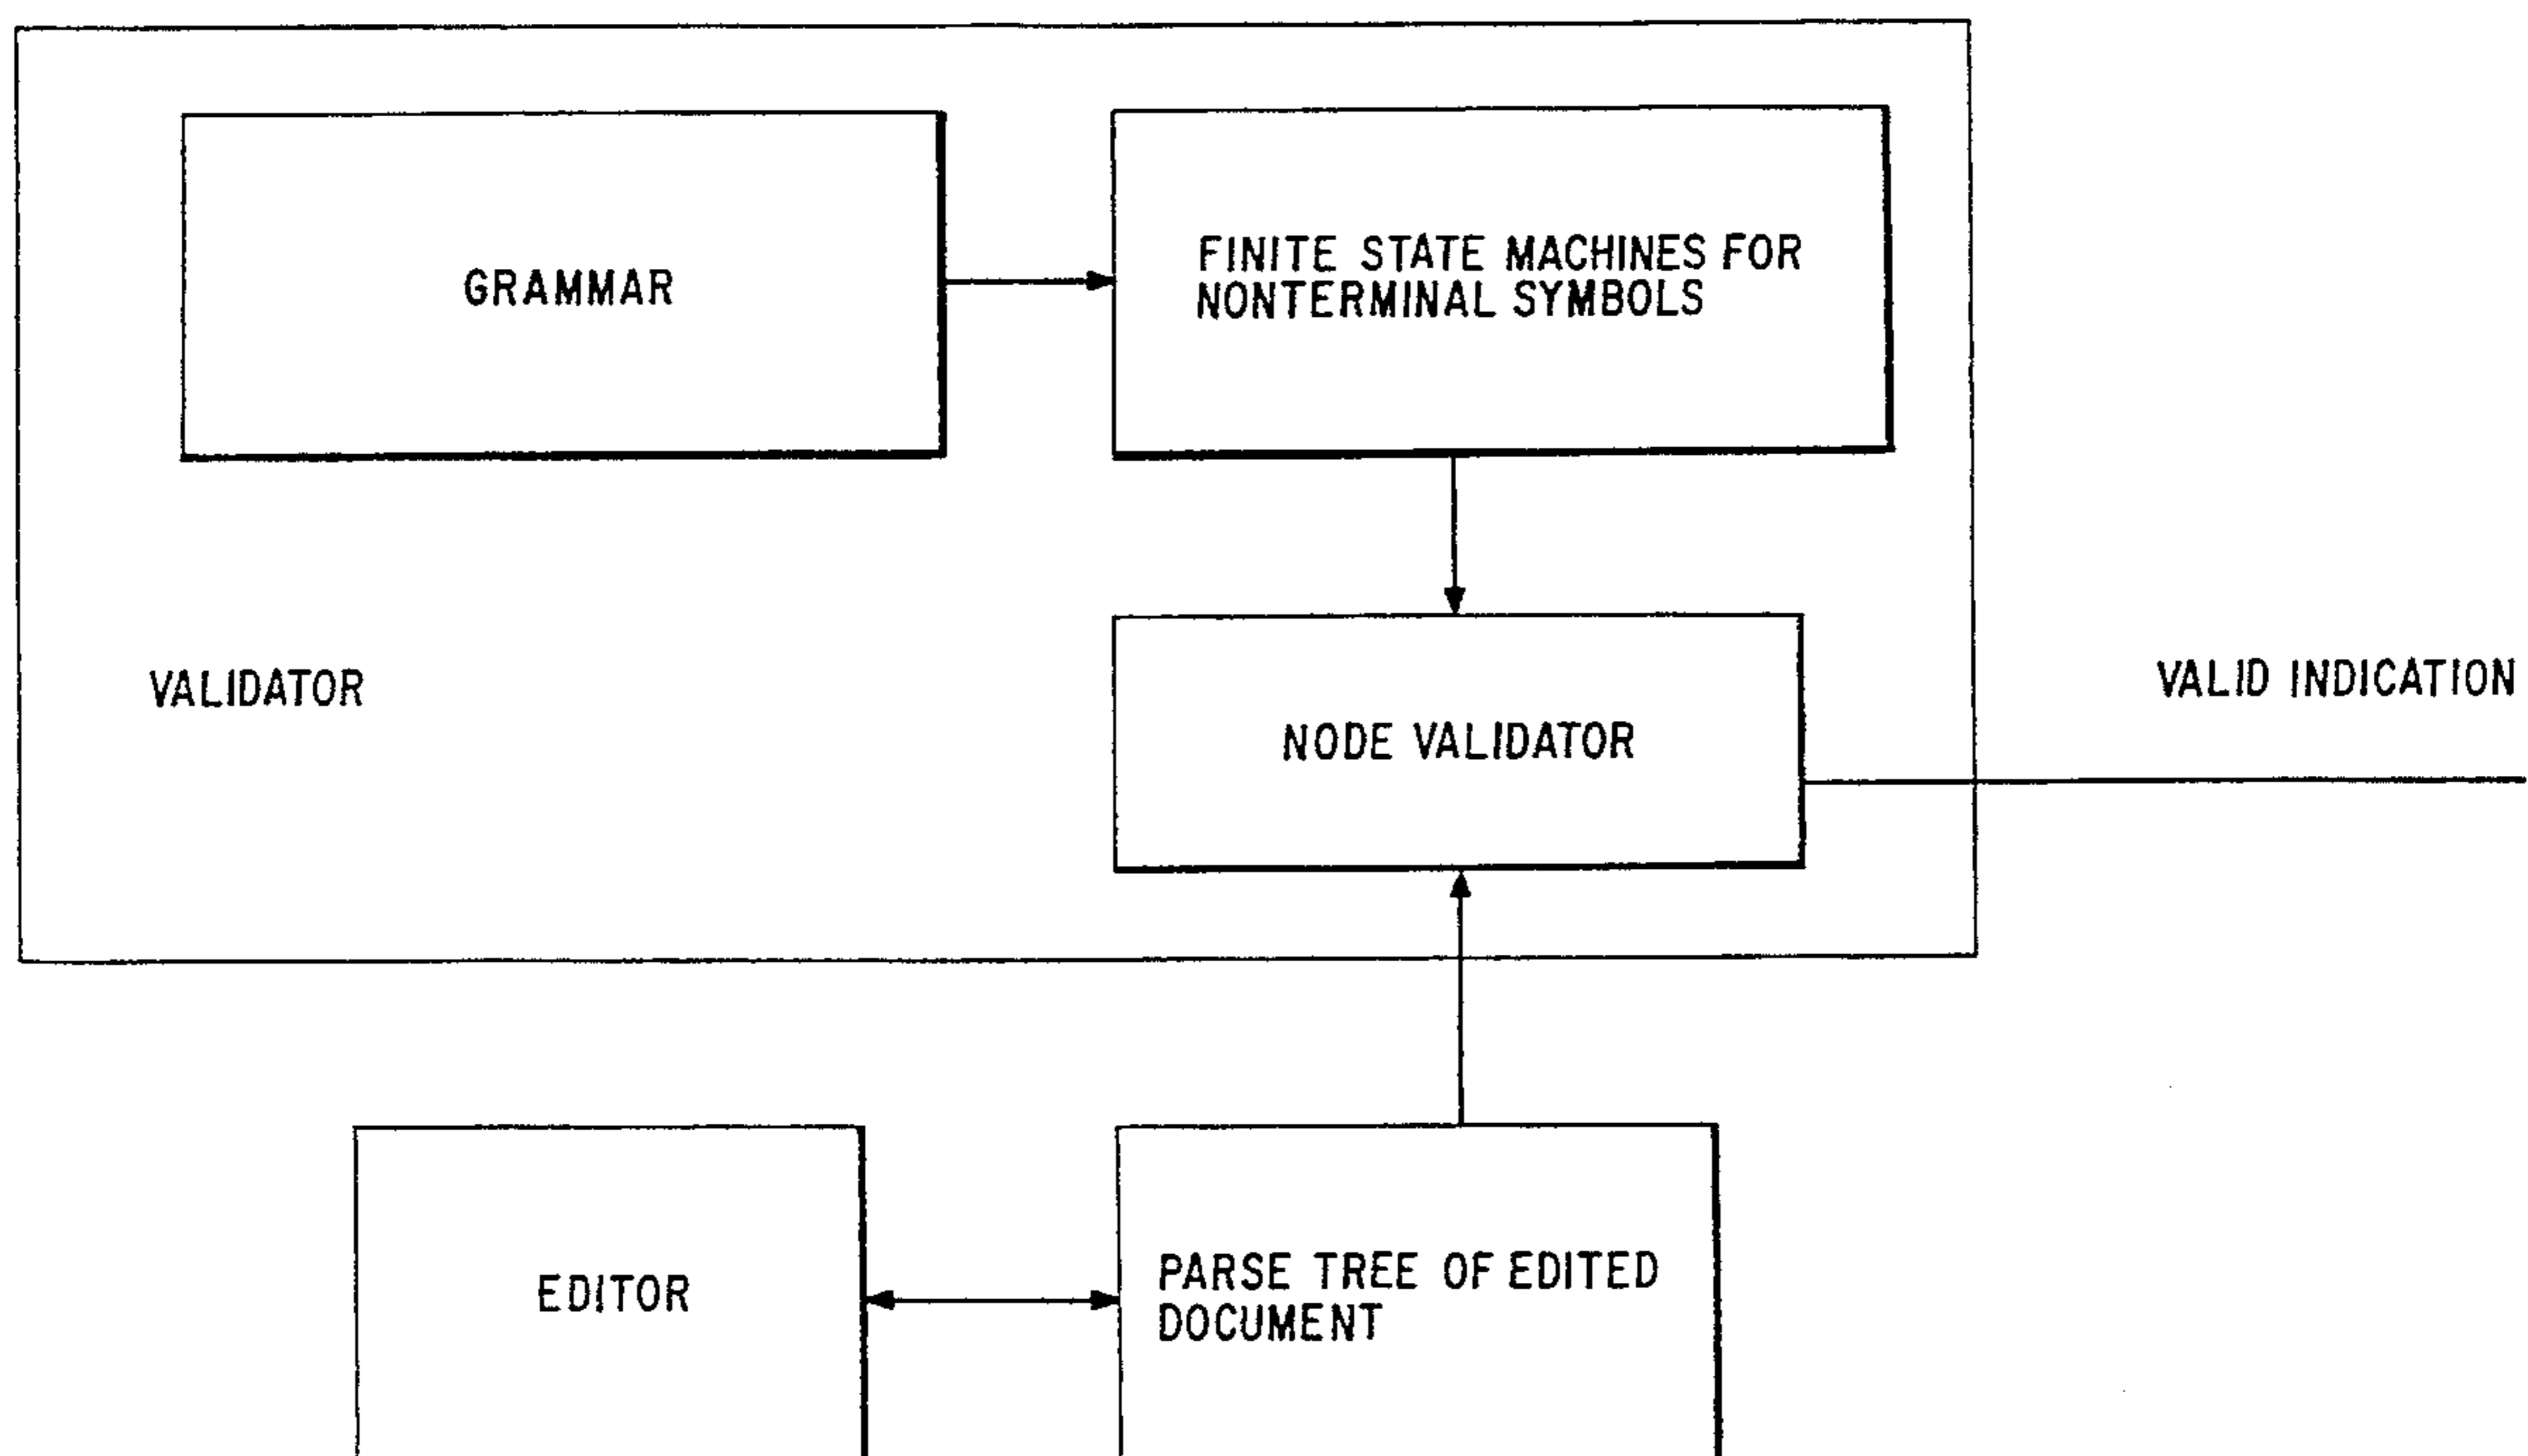 GRAMMAR
FINITE STATE MACHINES FOR
NONTERMINAL SYMBOLS
VALIDATOR
VALID INDICATION
NODE VALIDATOR
EDITOR
PARSE TREE OF EDITED
DOCUMENT